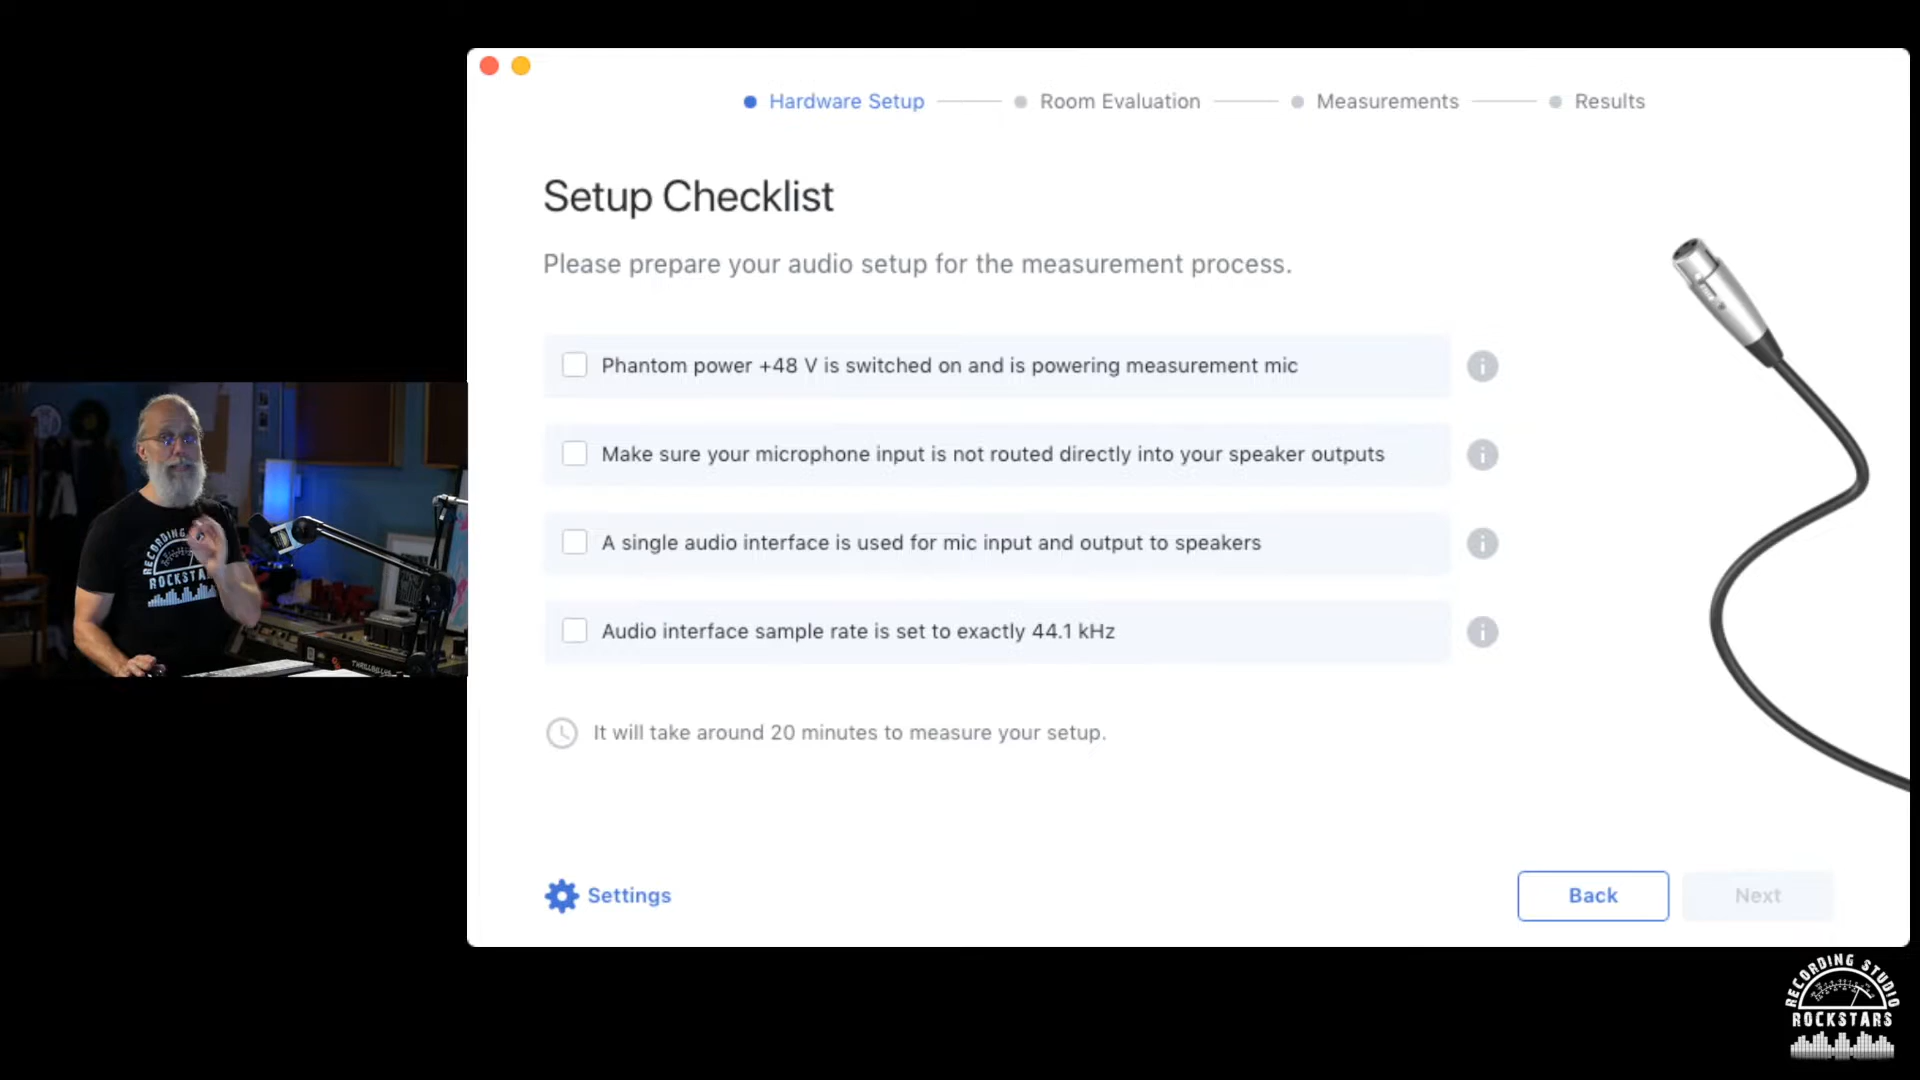 Hardware Setup
Room Evaluation
Measurements
Results
Setup Checklist
Please prepare your audio setup for the measurement process.
Phantom power +48 V is switched on and is powering measurement mic
Make sure your microphone input is not routed directly into your speaker outputs
A single audio interface is used for mic input and output to speakers
Audio interface sample rate is set to exactly 44.1 kHz
It will take around 20 minutes to measure your setup.
Settings
Back
Next
RECORDING
ROCKSTA
RECORDING STUDIO
ROCKSTARS